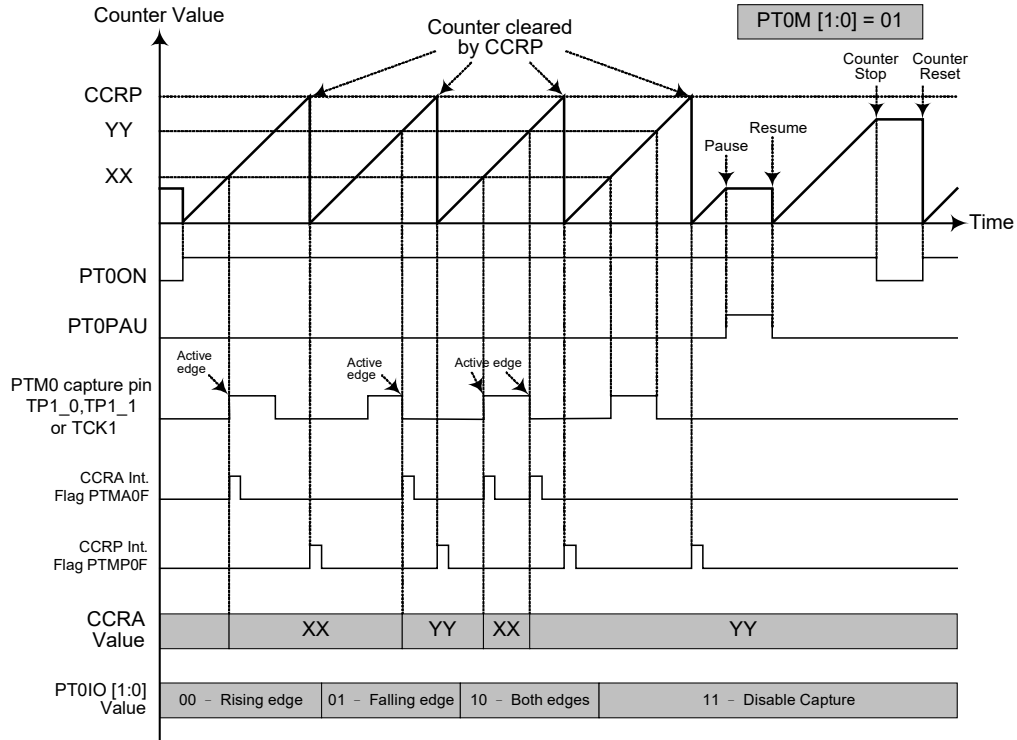 Counter Value
Counter cleared
by CCRP
PT0M [1:0] = 01
Counter
Stop
Counter
Reset
CCRP
YY
XX
Pause
Resume
Time
PT0ON
PT0PAU
Active
edge
Active
edge
Active edge
PTM0 capture pin
TP1_0,TP1_1
or TCK1
CCRA Int.
Flag PTMA0F
CCRP Int.
Flag PTMP0F
CCRA
Value
XX
YY
XX
YY
PT0IO [1:0]
Value
00 - Rising edge
01 - Falling edge
10 - Both edges
11 - Disable Capture